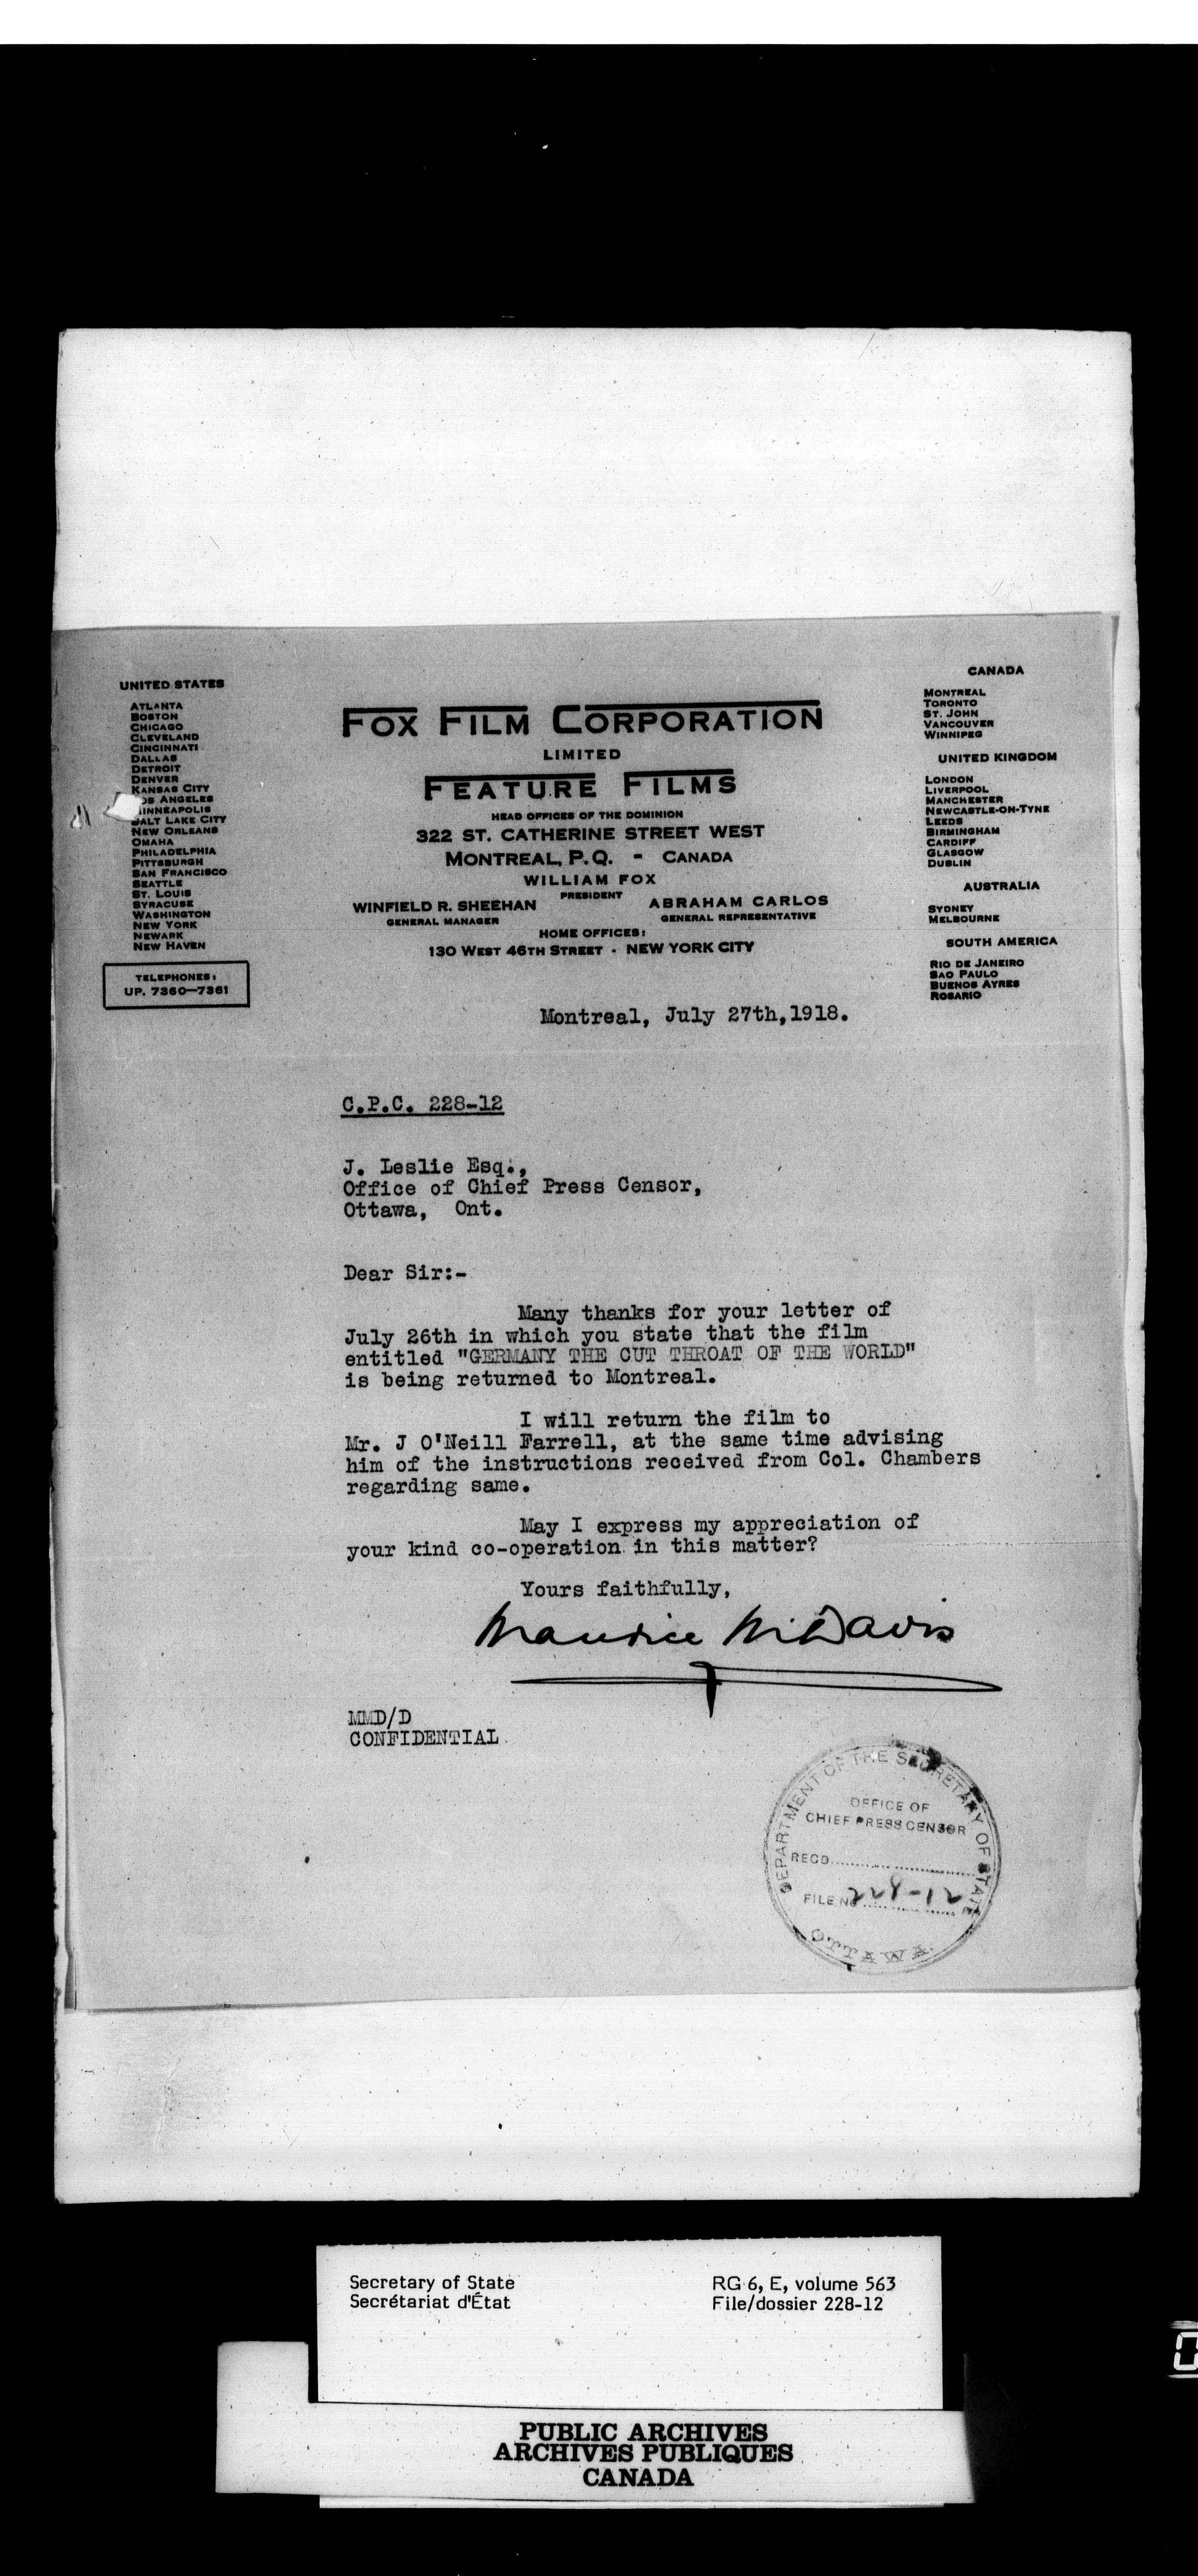 UNITED STATES
ATLANTA
BOSTON
CHICAGO
CLEVELAND
CINCINNATI
DALLAS
DETROIT
DENVER
KANSAS CITY
OS ANGELES
INNEAPOLIS
SALT LAKE CITY
NEW ORLEANS
OMAHA
PHILADELPHIA
PITTSBURGH
SAN FRANCISCO
SEATTLE
ST. LOUIS
SYRACUSE
WASHINGTON
NEW YORK
NEWARK
NEW HAVEN
TELEPHONES:
UP. 7360—7361
FOX FILM CORPORATION
LIMITED
FEATURE FILMS
HEAD OFFICES OF THE DOMINION
322 ST. CATHERINE STREET WEST
MONTREAL, P.Q. - CANADA
WILLIAM FOX
PRESIDENT
WINFIELD R. SHEEHAN
GENERAL MANAGER
ABRAHAM CARLOS
GENERAL REPRESENTATIVE
HOME OFFICES:
130 WEST 46TH STREET - NEW YORK CITY
CANADA
MONTREAL
TORONTO
ST. JOHN
VANCOUVER
WINNIPEG
UNITED KINGDOM
LONDON
LIVERPOOL
MANCHESTER
NEWCASTLE-ON-TYNE
LEEDS
BIRMINGHAM
CARDIFF
GLASGOW
DUBLIN
AUSTRALIA
SYDNEY
MELBOURNE
SOUTH AMERICA
RIO DE JANEIRO
SAO PAULO
BUENOS AYRES
ROSARIO
Montreal, July 27th,1918.
C.P.C. 228-12
J. Leslie Esq.,
Office of Chief Press Censor,
Ottawa, Ont.
Dear Sir:-
Many thanks for your letter of
July 26th in which you state that the film
entitled "GERMANY THE CUT THROAT OF THE WORLD"
is being returned to Montreal.
I will return the film to
Mr. J O'Neill Farrell, at the same time advising
him of the instructions received from Col. Chambers
regarding same.
May I express my appreciation of
your kind co-operation in this matter?
Yours faithfully,
Maurice M Davis
MMD/D
CONFIDENTIAL
DEPARTMENT OF THE SECRETARY OF STATE
OFFICE OF
CHIEF PRESS CENSOR
RECD
FILE No 228-12
OTTAWA
Secretary of State
Secrétariat d'État
RG 6, E, volume 563
File/dossier 228-12
PUBLIC ARCHIVES
ARCHIVES PUBLIQUES
CANADA